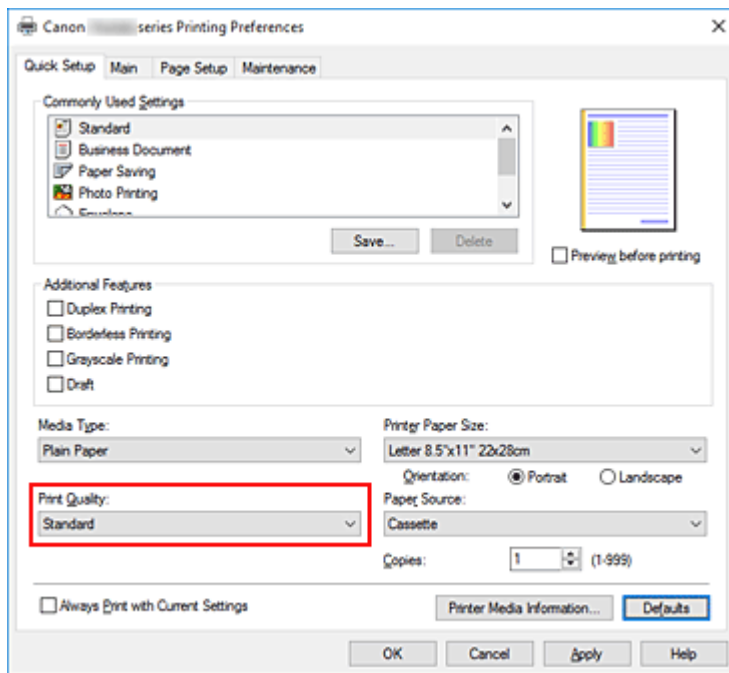 Canon series Printing Preferences
Quick Setup Main Page Setup Maintenance
Commonly Used Settings
Standard
Business Document
Paper Saving
Photo Printing
Envelope
Save... Delete
Preview before printing
Additional Features
Duplex Printing
Borderless Printing
Grayscale Printing
Draft
Media Type:
Plain Paper
Printer Paper Size:
Letter 8.5"x11" 22x28cm
Orientation: Portrait Landscape
Print Quality:
Standard
Paper Source:
Cassette
Copies: 1 (1-999)
Always Print with Current Settings
Printer Media Information... Defaults
OK Cancel Apply Help